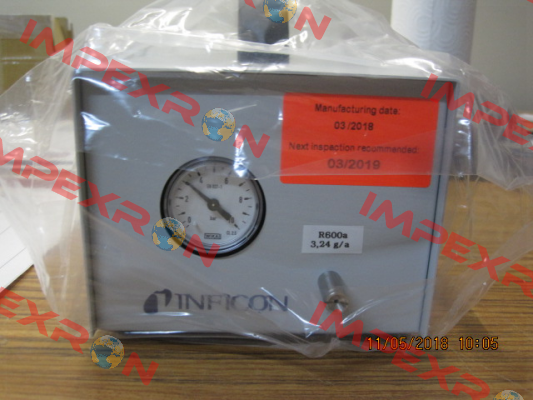 Manufacturing date:
03/2018
Next inspection recommended:
03/2019
R600a
3,24 g/a
INFICON
11/05/2018 10:05
IMPEXRON